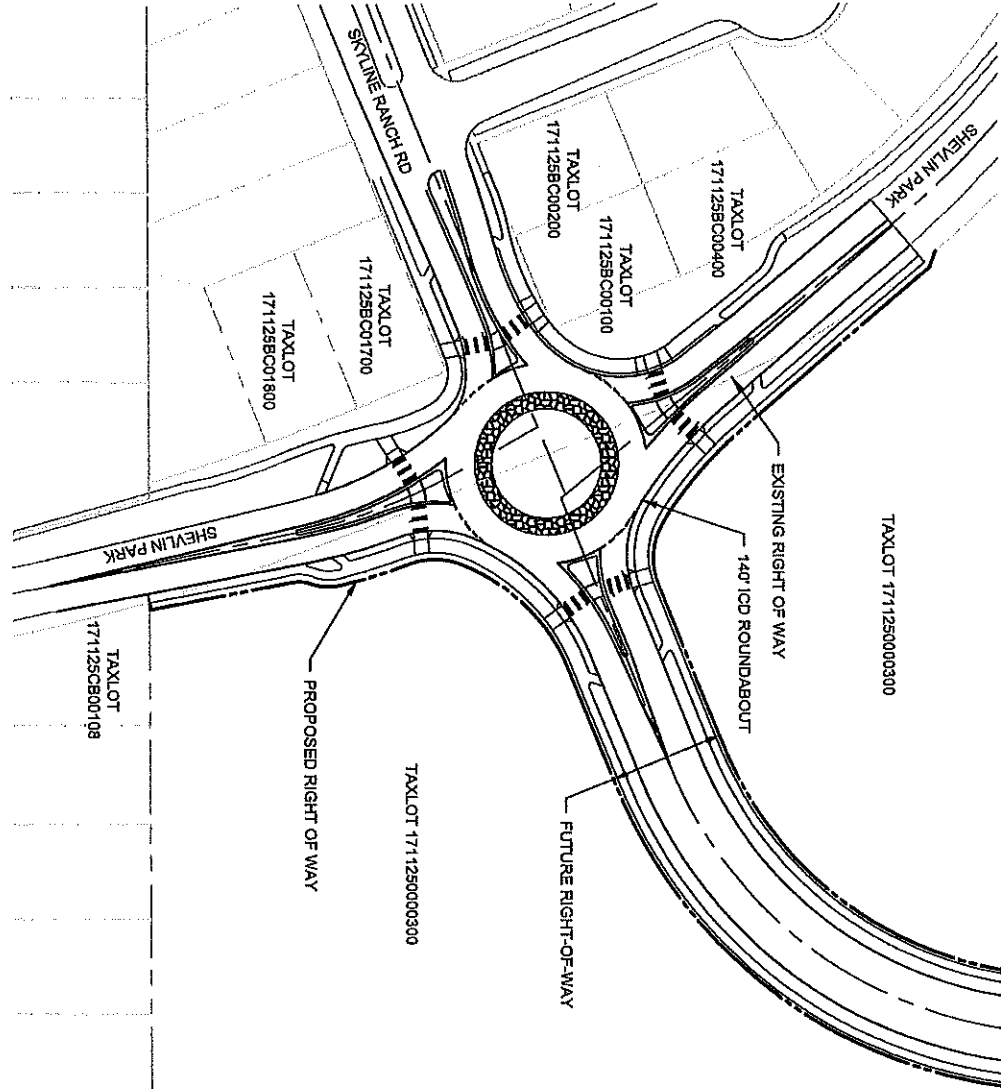 SKYLINE RANCH RD
SHEVLIN PARK
TAXLOT
171125BC00200
TAXLOT
171125BC00100
TAXLOT
171125BC00400
TAXLOT
171125BC01700
TAXLOT
171125BC01800
EXISTING RIGHT OF WAY
140' ICD ROUNDABOUT
TAXLOT 1711250000300
SHEVLIN PARK
TAXLOT
171125CB00108
PROPOSED RIGHT OF WAY
TAXLOT 1711250000300
FUTURE RIGHT-OF-WAY